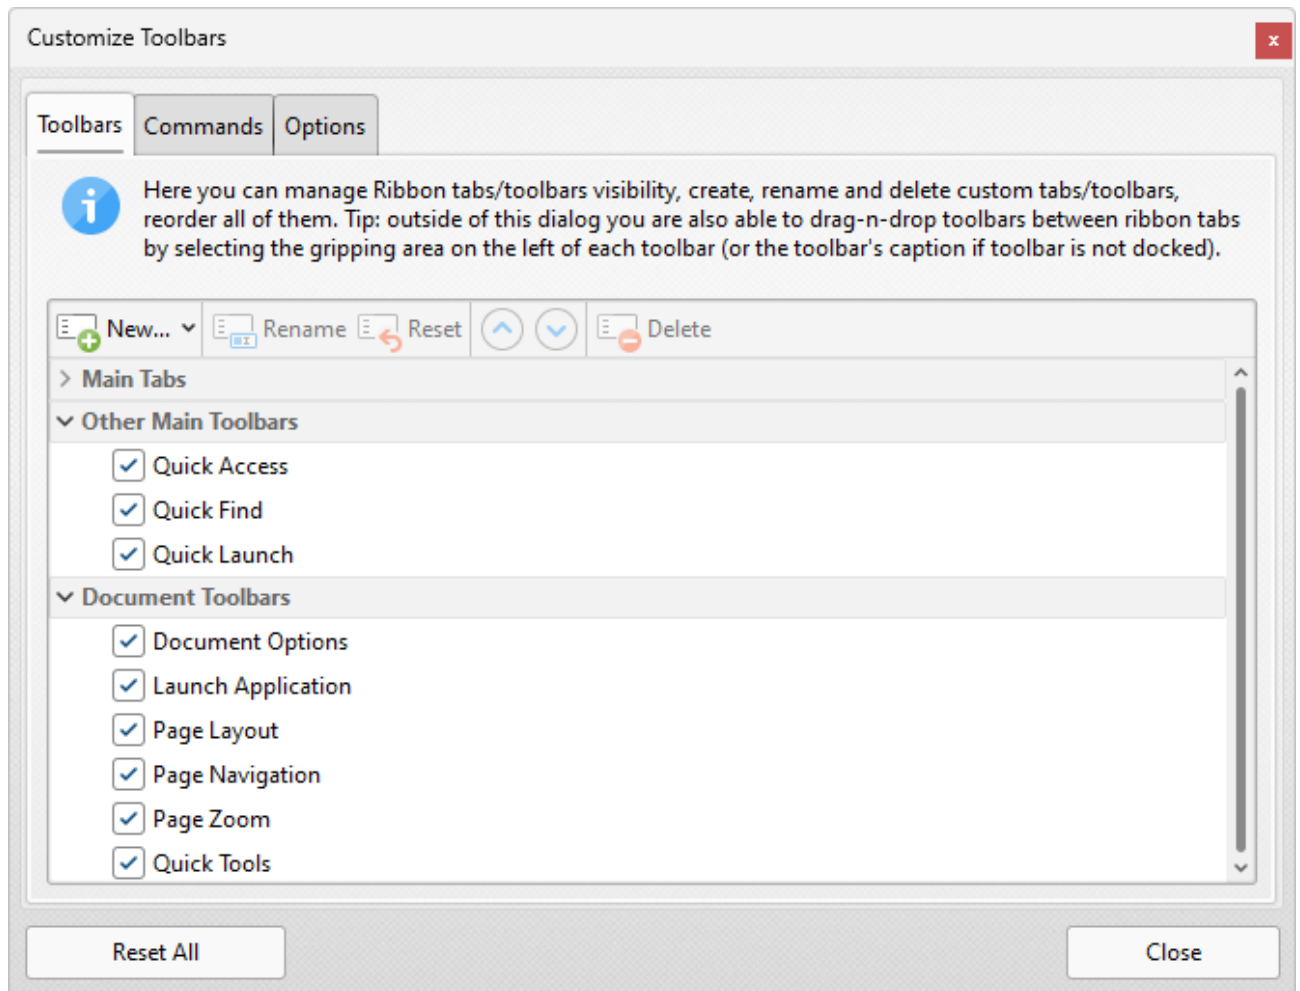 Customize Toolbars
x
Toolbars Commands Options
Here you can manage Ribbon tabs/toolbars visibility, create, rename and delete custom tabs/toolbars,
reorder all of them. Tip: outside of this dialog you are also able to drag-n-drop toolbars between ribbon tabs
by selecting the gripping area on the left of each toolbar (or the toolbar's caption if toolbar is not docked).
New... Rename Reset Delete
Main Tabs
Other Main Toolbars
Quick Access
Quick Find
Quick Launch
Document Toolbars
Document Options
Launch Application
Page Layout
Page Navigation
Page Zoom
Quick Tools
Reset All Close